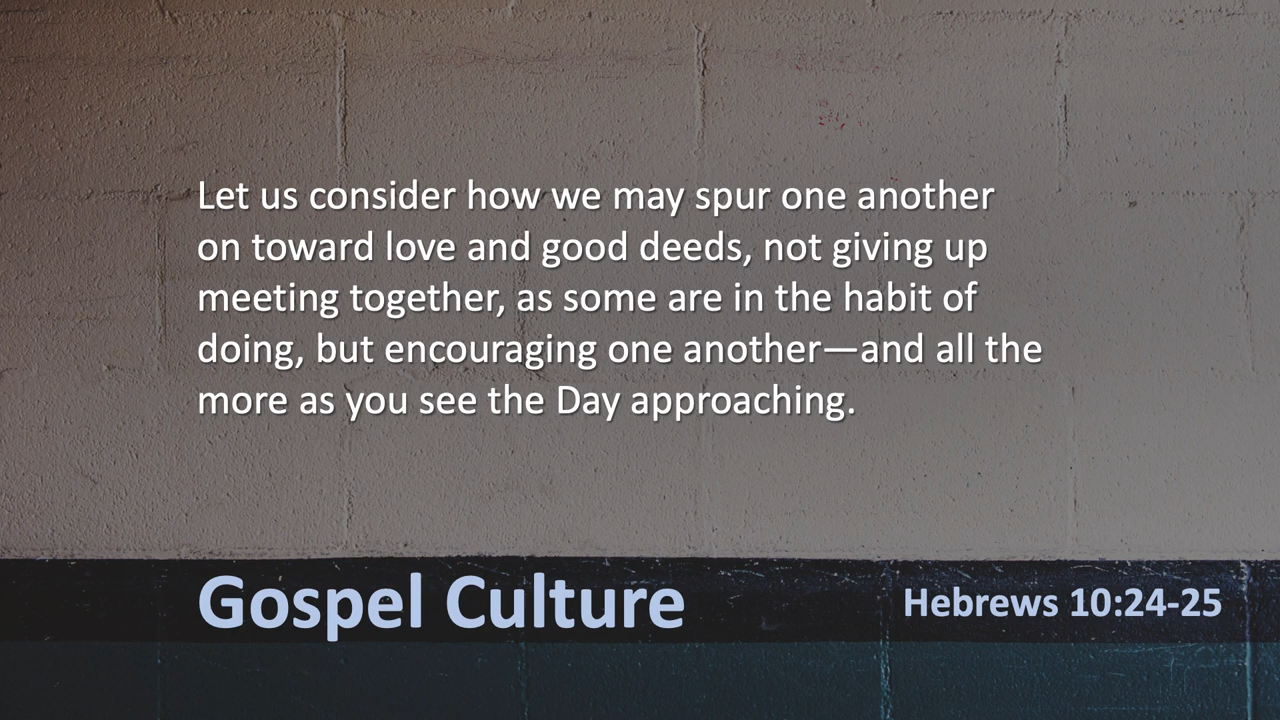 Let us consider how we may spur one another
on toward love and good deeds, not giving up
meeting together, as some are in the habit of
doing, but encouraging one another—and all the
more as you see the Day approaching.
Gospel Culture
Hebrews 10:24-25